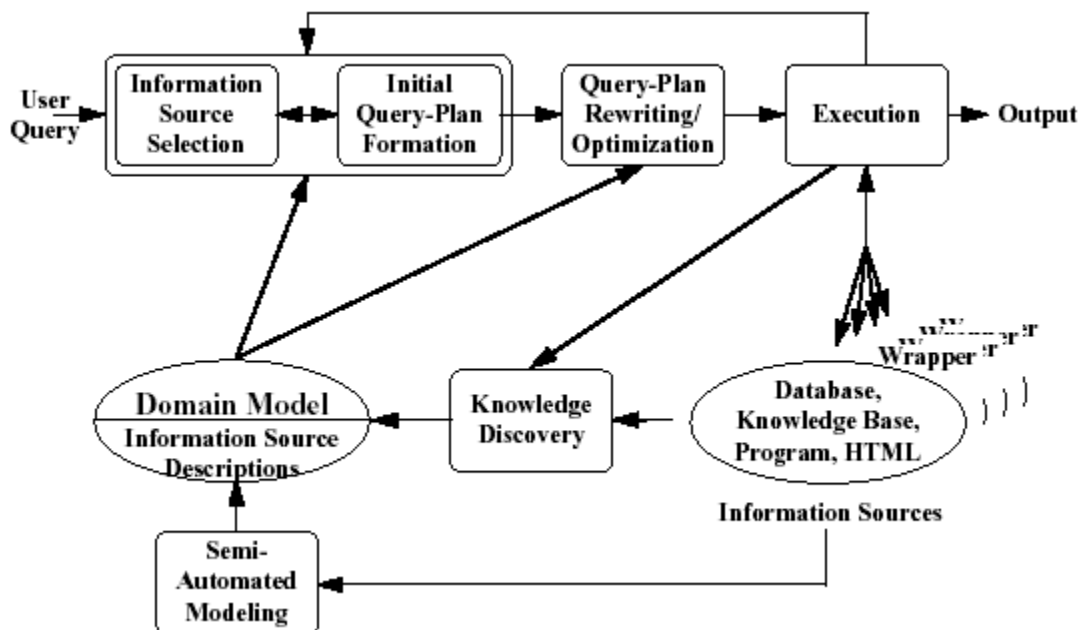 User
Query
Information
Source
Selection
Initial
Query-Plan
Formation
Query-Plan
Rewriting/
Optimization
Execution
Output
Wrapper
Domain Model
Information Source
Descriptions
Knowledge
Discovery
Database,
Knowledge Base,
Program, HTML
Information Sources
Semi-
Automated
Modeling